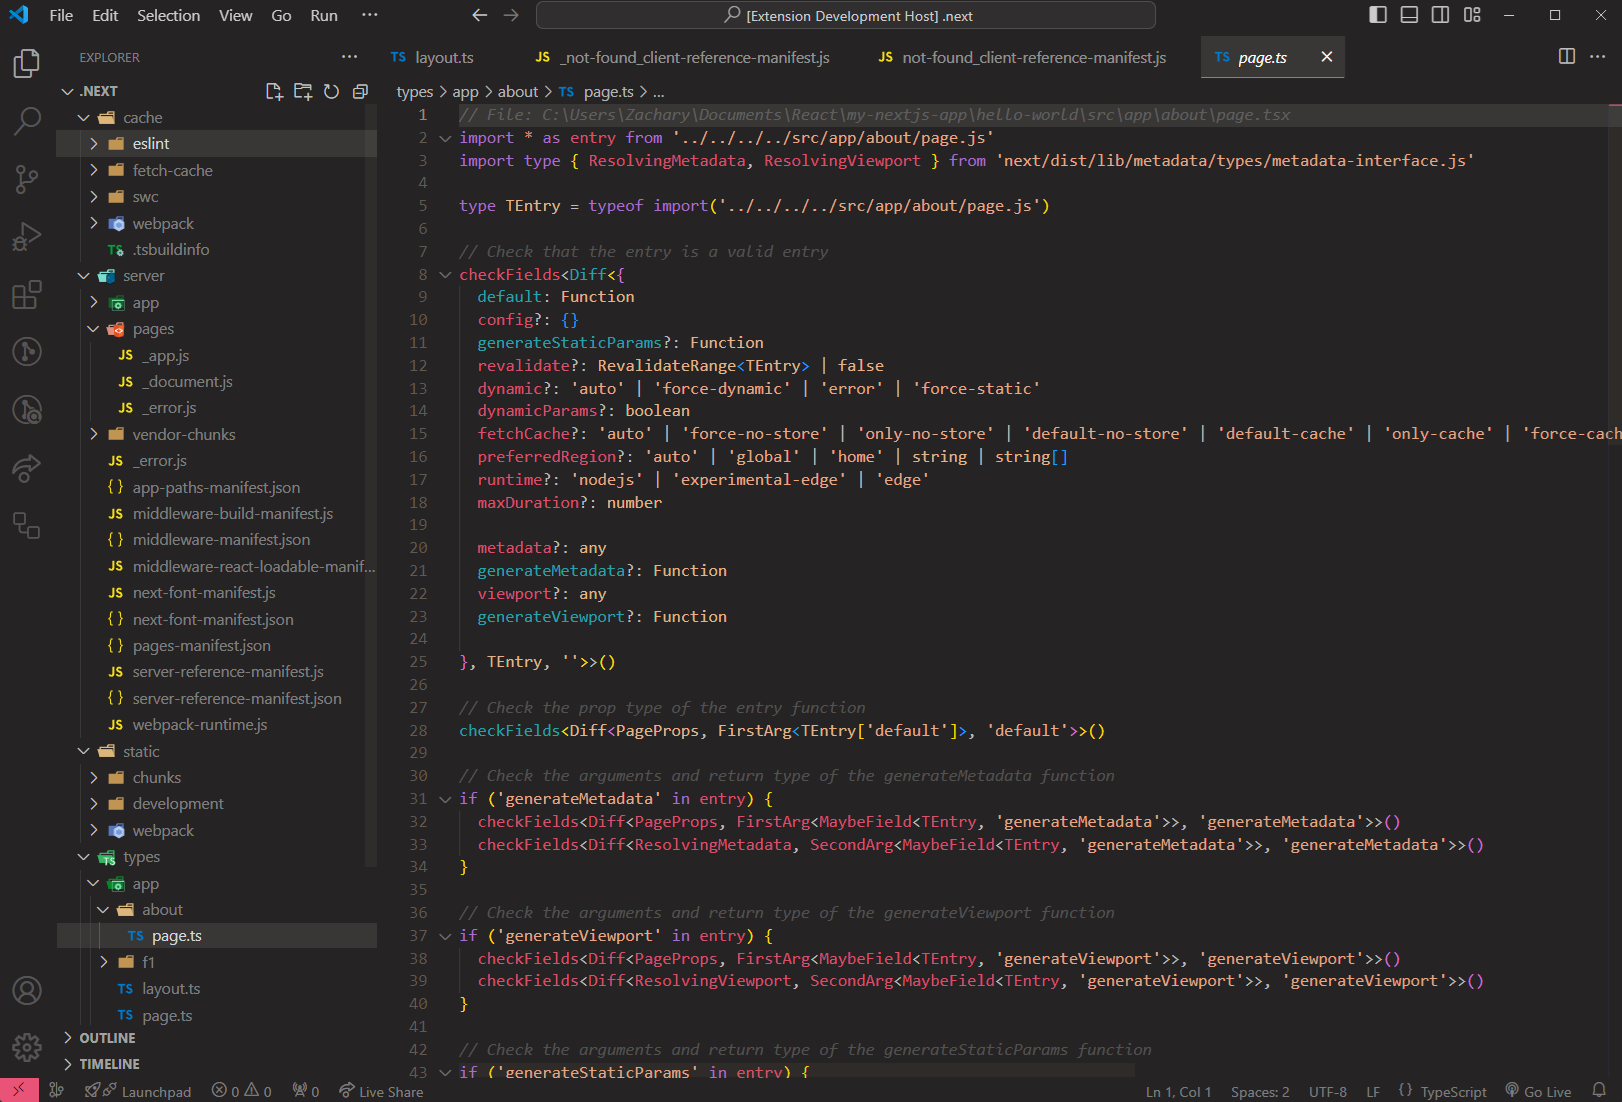 File Edit Selection View Go Run ...
[Extension Development Host] .next
EXPLORER
.NEXT
cache
eslint
fetch-cache
swc
webpack
TS .tsbuildinfo
server
app
pages
JS _app.js
JS _document.js
JS _error.js
vendor-chunks
JS _error.js
{} app-paths-manifest.json
JS middleware-build-manifest.js
{} middleware-manifest.json
JS middleware-react-loadable-manif...
JS next-font-manifest.js
{} next-font-manifest.json
{} pages-manifest.json
JS server-reference-manifest.js
{} server-reference-manifest.json
JS webpack-runtime.js
static
chunks
development
webpack
types
app
about
TS page.ts
f1
TS layout.ts
TS page.ts
OUTLINE
TIMELINE
TS layout.ts JS _not-found_client-reference-manifest.js JS not-found_client-reference-manifest.js TS page.ts
types > app > about > TS page.ts > ...
1 // File: C:\Users\Zachary\Documents\React\my-nextjs-app\hello-world\src\app\about\page.tsx
2 import * as entry from '../../../../src/app/about/page.js'
3 import type { ResolvingMetadata, ResolvingViewport } from 'next/dist/lib/metadata/types/metadata-interface.js'
4
5 type TEntry = typeof import('../../../../src/app/about/page.js')
6
7 // Check that the entry is a valid entry
8 checkFields<Diff<{
9 default: Function
10 config?: {}
11 generateStaticParams?: Function
12 revalidate?: RevalidateRange<TEntry> | false
13 dynamic?: 'auto' | 'force-dynamic' | 'error' | 'force-static'
14 dynamicParams?: boolean
15 fetchCache?: 'auto' | 'force-no-store' | 'only-no-store' | 'default-no-store' | 'default-cache' | 'only-cache' | 'force-cach
16 preferredRegion?: 'auto' | 'global' | 'home' | string | string[]
17 runtime?: 'nodejs' | 'experimental-edge' | 'edge'
18 maxDuration?: number
19
20 metadata?: any
21 generateMetadata?: Function
22 viewport?: any
23 generateViewport?: Function
24
25 }, TEntry, ''>>()
26
27 // Check the prop type of the entry function
28 checkFields<Diff<PageProps, FirstArg<TEntry['default']>, 'default'>>()
29
30 // Check the arguments and return type of the generateMetadata function
31 if ('generateMetadata' in entry) {
32 checkFields<Diff<PageProps, FirstArg<MaybeField<TEntry, 'generateMetadata'>>, 'generateMetadata'>>()
33 checkFields<Diff<ResolvingMetadata, SecondArg<MaybeField<TEntry, 'generateMetadata'>>, 'generateMetadata'>>()
34 }
35
36 // Check the arguments and return type of the generateViewport function
37 if ('generateViewport' in entry) {
38 checkFields<Diff<PageProps, FirstArg<MaybeField<TEntry, 'generateViewport'>>, 'generateViewport'>>()
39 checkFields<Diff<ResolvingViewport, SecondArg<MaybeField<TEntry, 'generateViewport'>>, 'generateViewport'>>()
40 }
41
42 // Check the arguments and return type of the generateStaticParams function
43 if ('generateStaticParams' in entry) {
Launchpad 0 0 0 Live Share Ln 1, Col 1 Spaces: 2 UTF-8 LF {} TypeScript Go Live